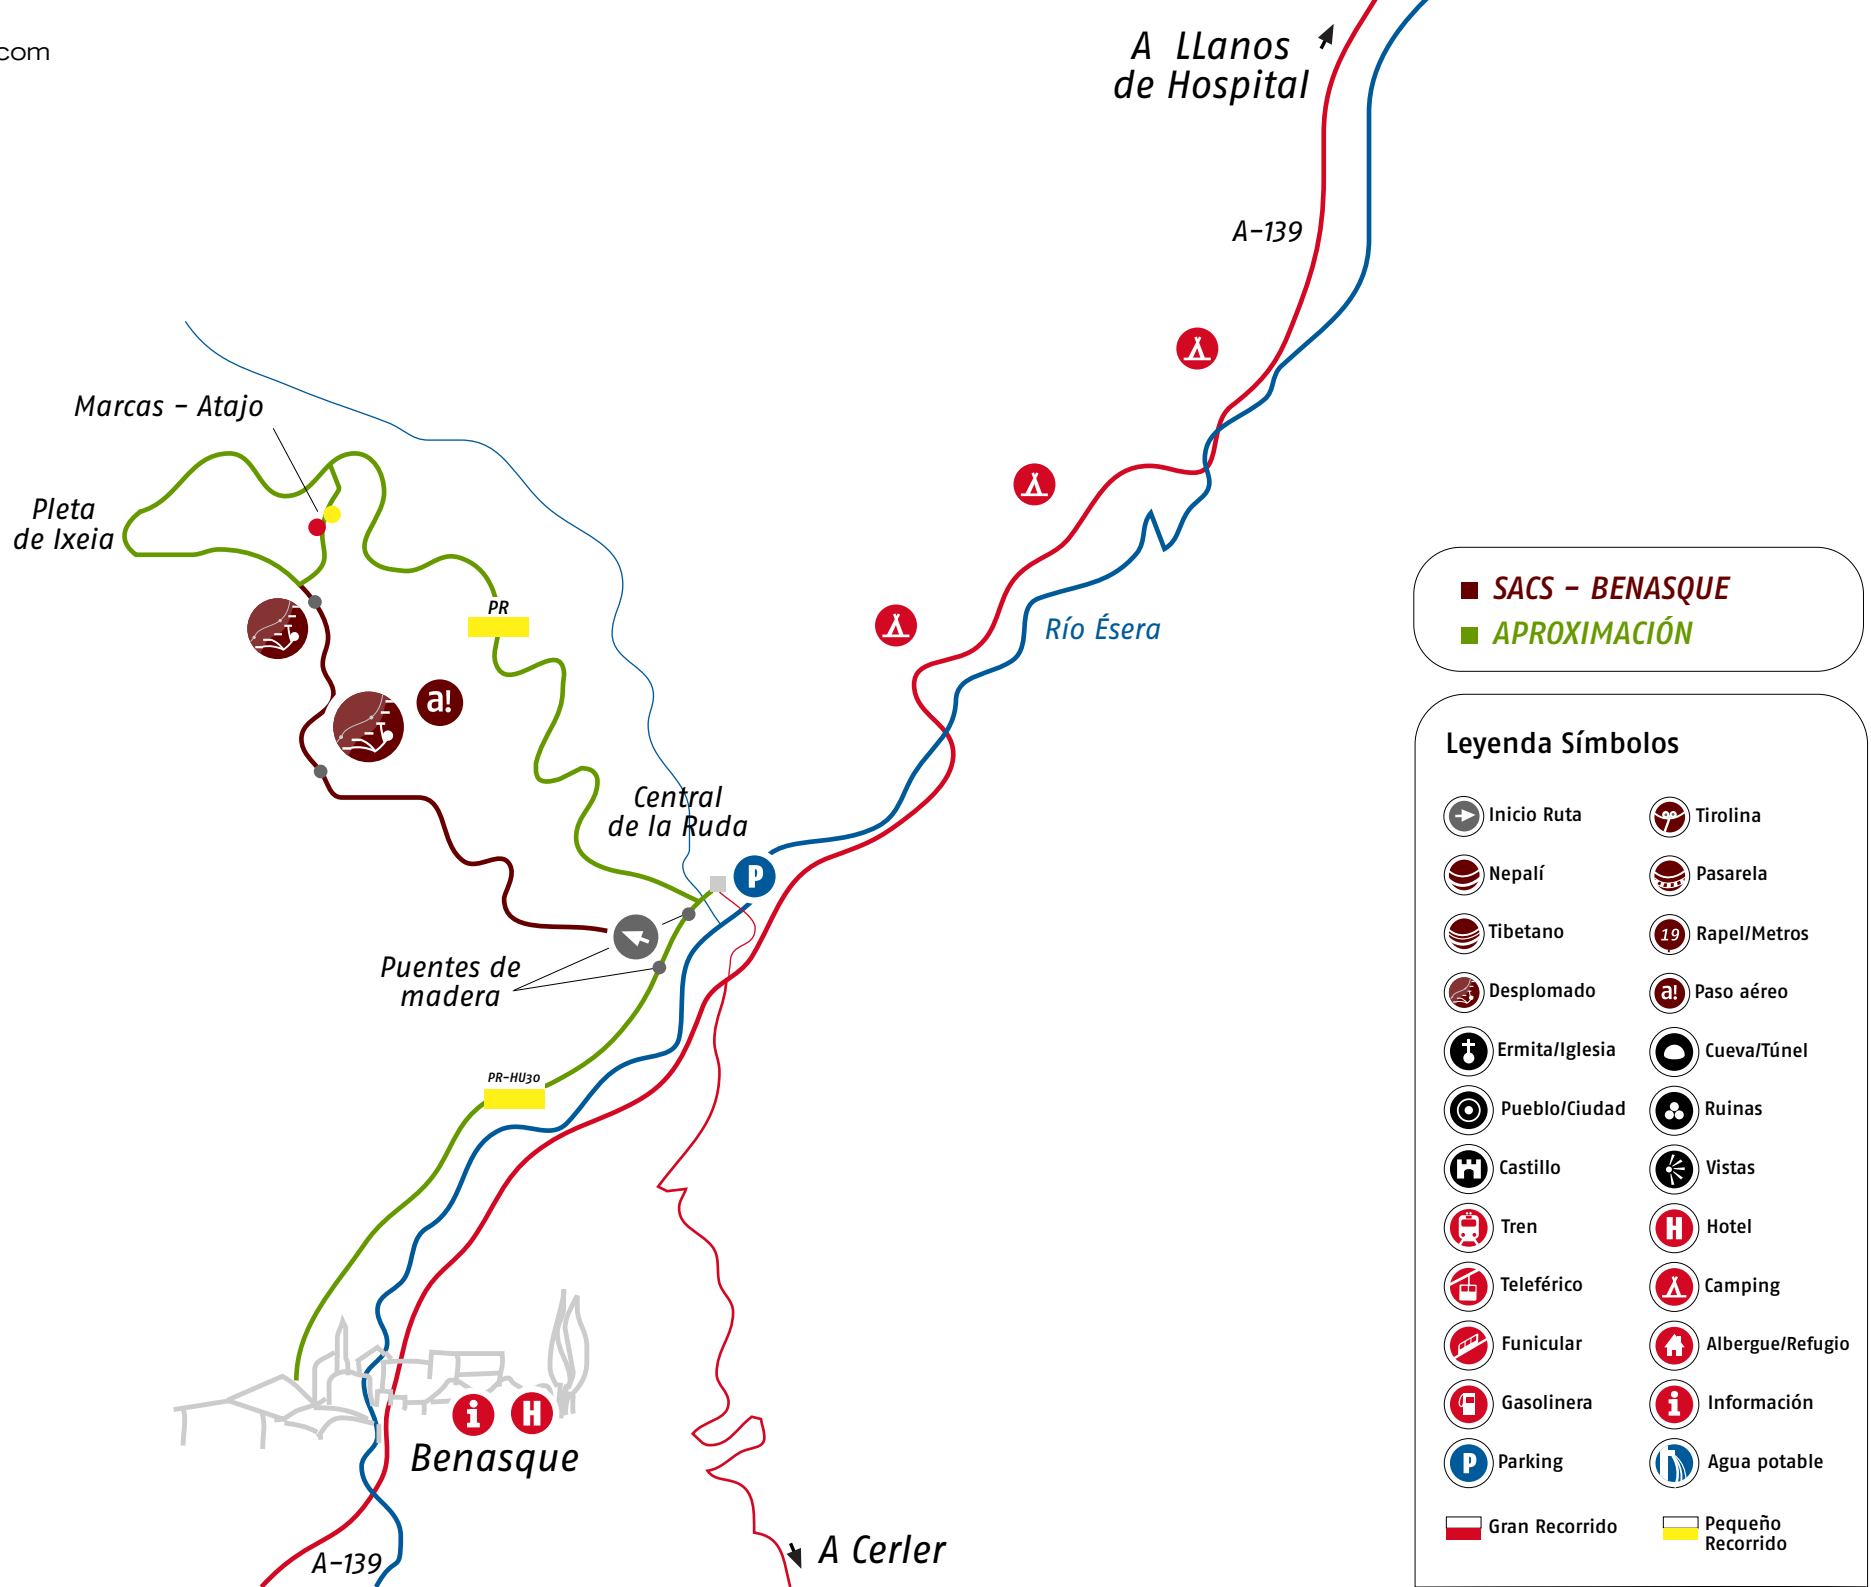 com
A LLanos
de Hospital
A-139
Marcas - Atajo
Pleta
de Ixeia
PR
Río Ésera
a!
Central
de la Ruda
P
Puentes de
madera
PR-HU30
i H
Benasque
A-139
A Cerler
SACS - BENASQUE
APROXIMACIÓN
Leyenda Símbolos
Inicio Ruta
Tirolina
Nepalí
Pasarela
Tibetano
19 Rapel/Metros
Desplomado
a! Paso aéreo
Ermita/Iglesia
Cueva/Túnel
Pueblo/Ciudad
Ruinas
Castillo
Vistas
Tren
H Hotel
Teleférico
Camping
Funicular
Albergue/Refugio
Gasolinera
i Información
P Parking
Agua potable
Gran Recorrido
Pequeño
Recorrido